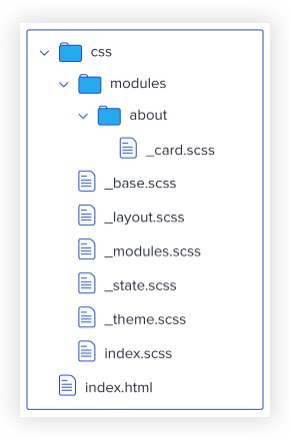 css
modules
about
_card.scss
_base.scss
_layout.scss
_modules.scss
_state.scss
_theme.scss
index.scss
index.html